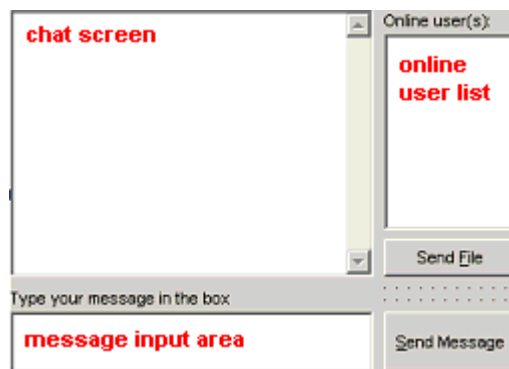 chat screen
Online user(s):
online
user list
Send File
Type your message in the box
message input area
Send Message